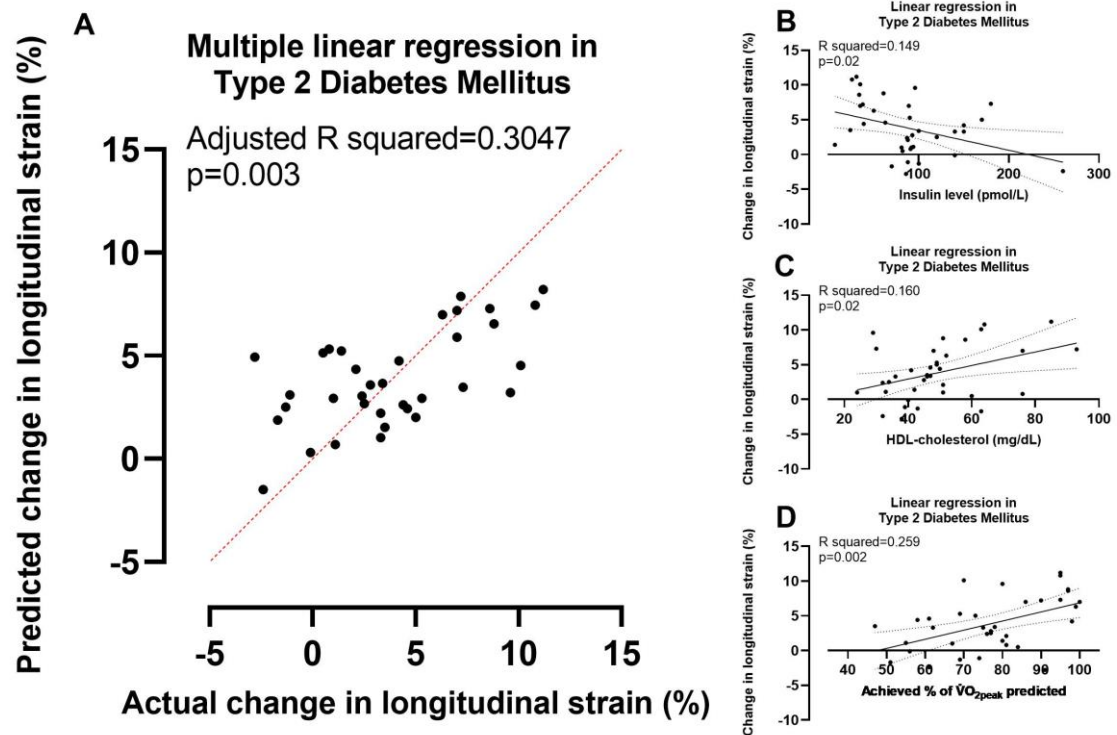 A
Multiple linear regression in
Type 2 Diabetes Mellitus
Adjusted R squared=0.3047
p=0.003
Predicted change in longitudinal strain (%)
15
10
5
0
-5
-5 0 5 10 15
Actual change in longitudinal strain (%)
B
Linear regression in
Type 2 Diabetes Mellitus
R squared=0.149
p=0.02
Change in longitudinal strain (%)
15
10
5
0
-5
-10
100 200 300
Insulin level (pmol/L)
C
Linear regression in
Type 2 Diabetes Mellitus
R squared=0.160
p=0.02
Change in longitudinal strain (%)
15
10
5
0
-5
-10
20 40 60 80 100
HDL-cholesterol (mg/dL)
D
Linear regression in
Type 2 Diabetes Mellitus
R squared=0.259
p=0.002
Change in longitudinal strain (%)
15
10
5
0
-5
-10
40 50 60 70 80 90 100
Achieved % of V̇O2peak predicted